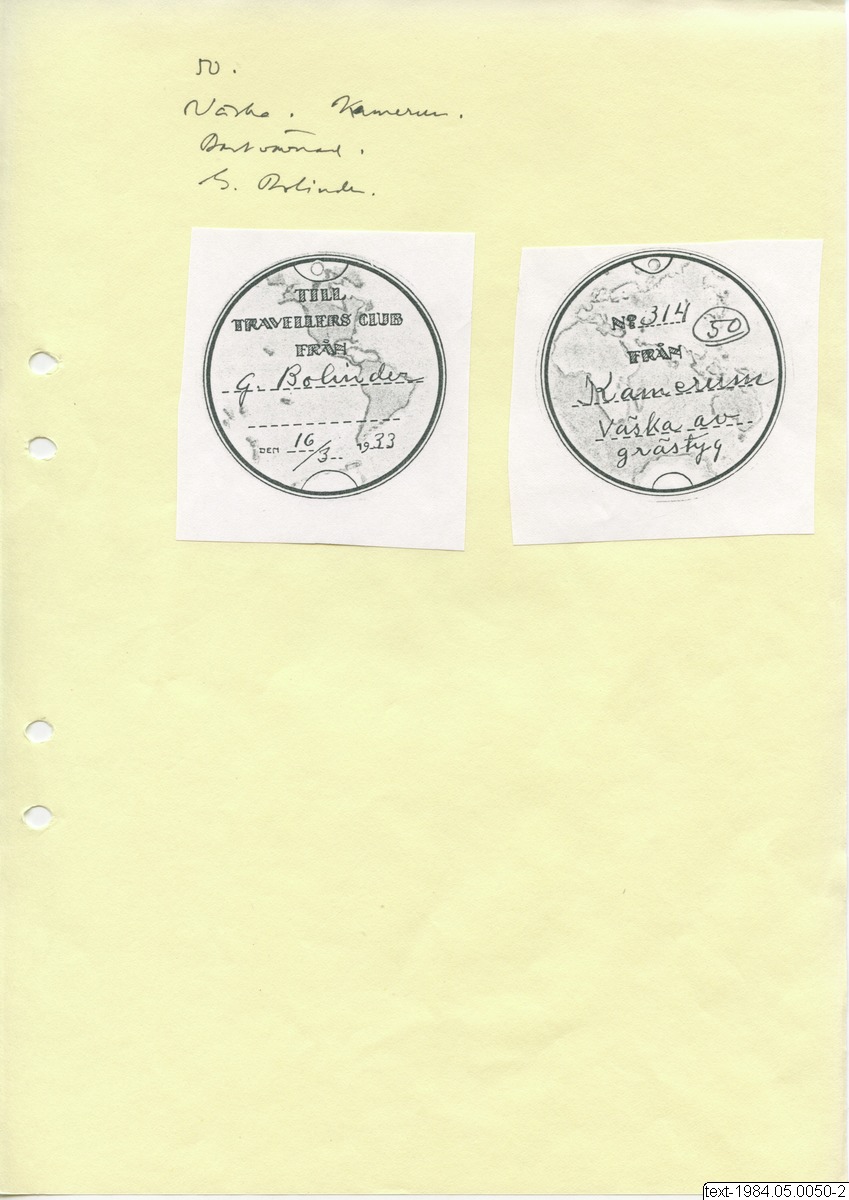 50.
Väska. Kamerun.
Bastvävnad.
G. Bolinder.
TILL
TRAVELLERS CLUB
FRÅN
G. Bolinder
DEN 16/3 1933
No 314 50
FRÅN
Kamerum
Väska av
grästyg
text-1984.05.0050-2